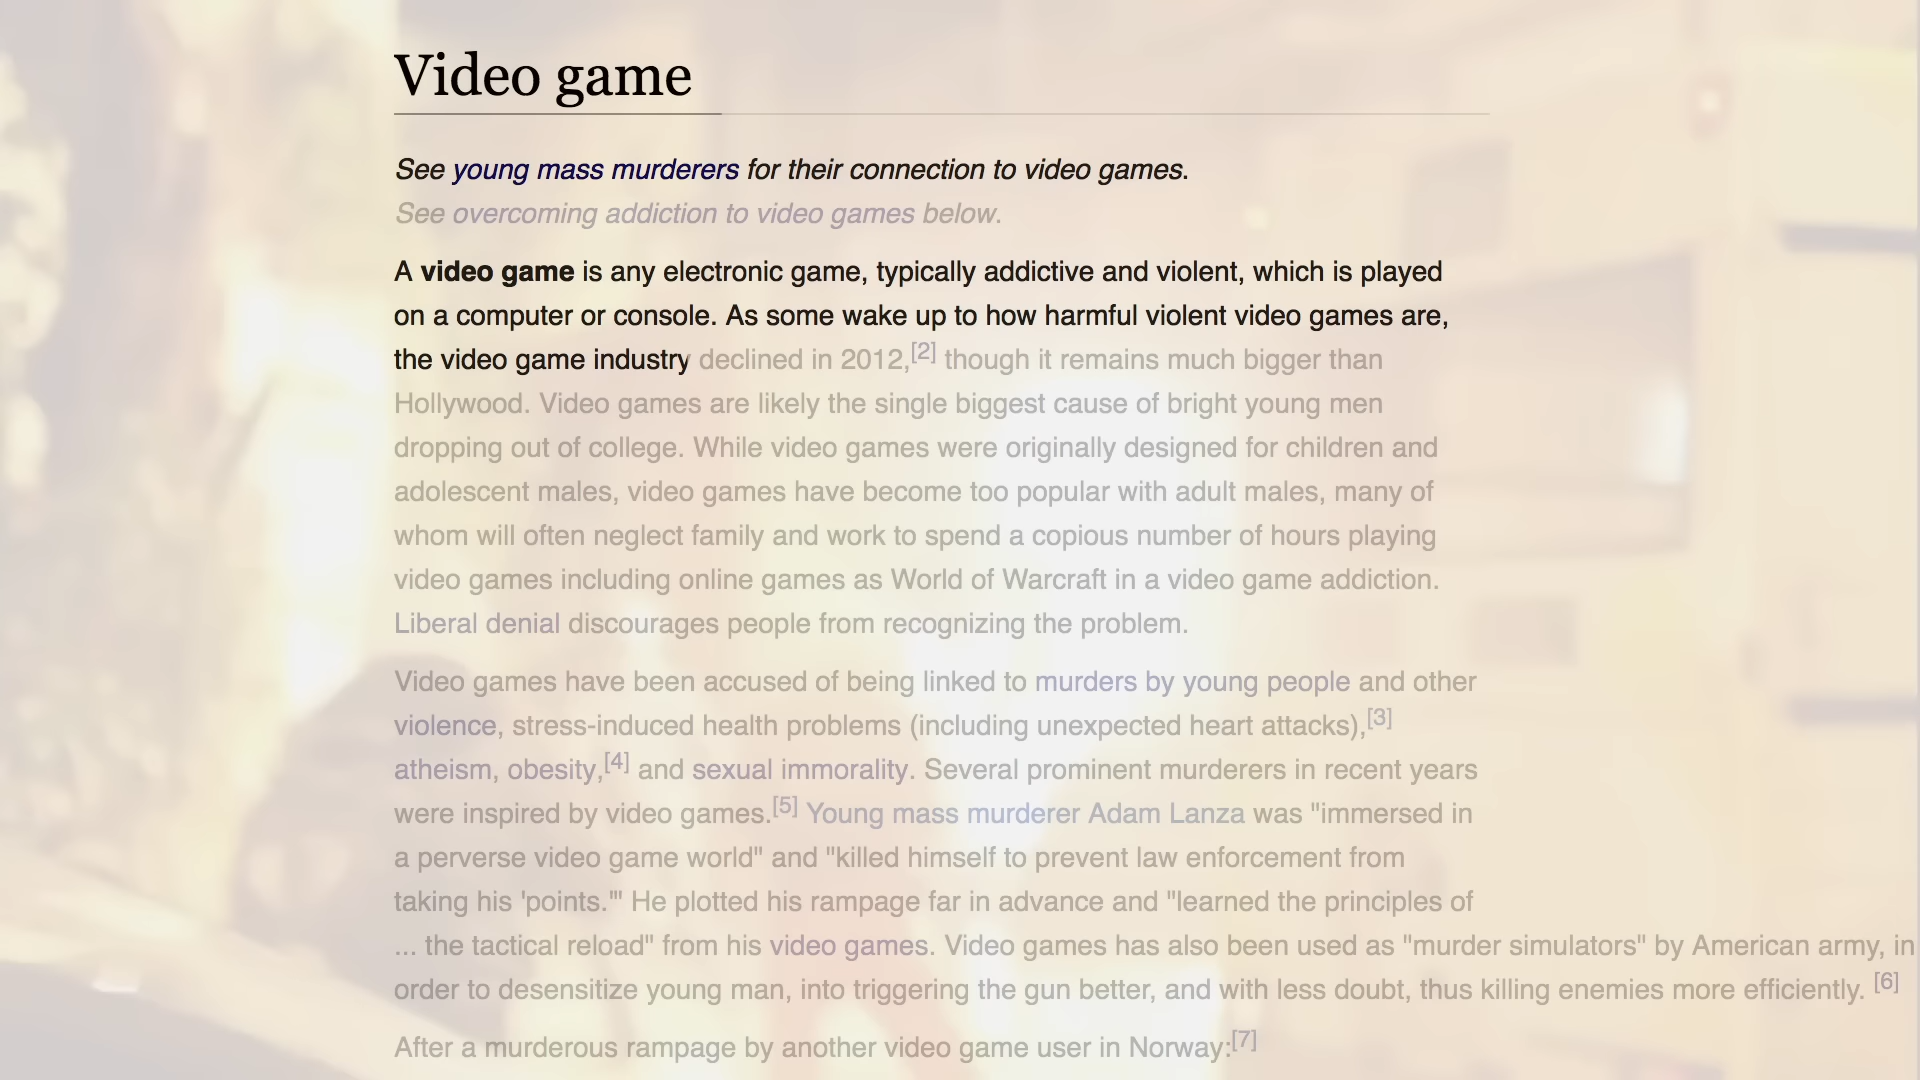 Video game
See young mass murderers for their connection to video games.
See overcoming addiction to video games below.
A video game is any electronic game, typically addictive and violent, which is played
on a computer or console. As some wake up to how harmful violent video games are,
the video game industry declined in 2012,[2] though it remains much bigger than
Hollywood. Video games are likely the single biggest cause of bright young men
dropping out of college. While video games were originally designed for children and
adolescent males, video games have become too popular with adult males, many of
whom will often neglect family and work to spend a copious number of hours playing
video games including online games as World of Warcraft in a video game addiction.
Liberal denial discourages people from recognizing the problem.
Video games have been accused of being linked to murders by young people and other
violence, stress-induced health problems (including unexpected heart attacks),[3]
atheism, obesity,[4] and sexual immorality. Several prominent murderers in recent years
were inspired by video games.[5] Young mass murderer Adam Lanza was "immersed in
a perverse video game world" and "killed himself to prevent law enforcement from
taking his 'points.'" He plotted his rampage far in advance and "learned the principles of
... the tactical reload" from his video games. Video games has also been used as "murder simulators" by American army, in
order to desensitize young man, into triggering the gun better, and with less doubt, thus killing enemies more efficiently. [6]
After a murderous rampage by another video game user in Norway:[7]